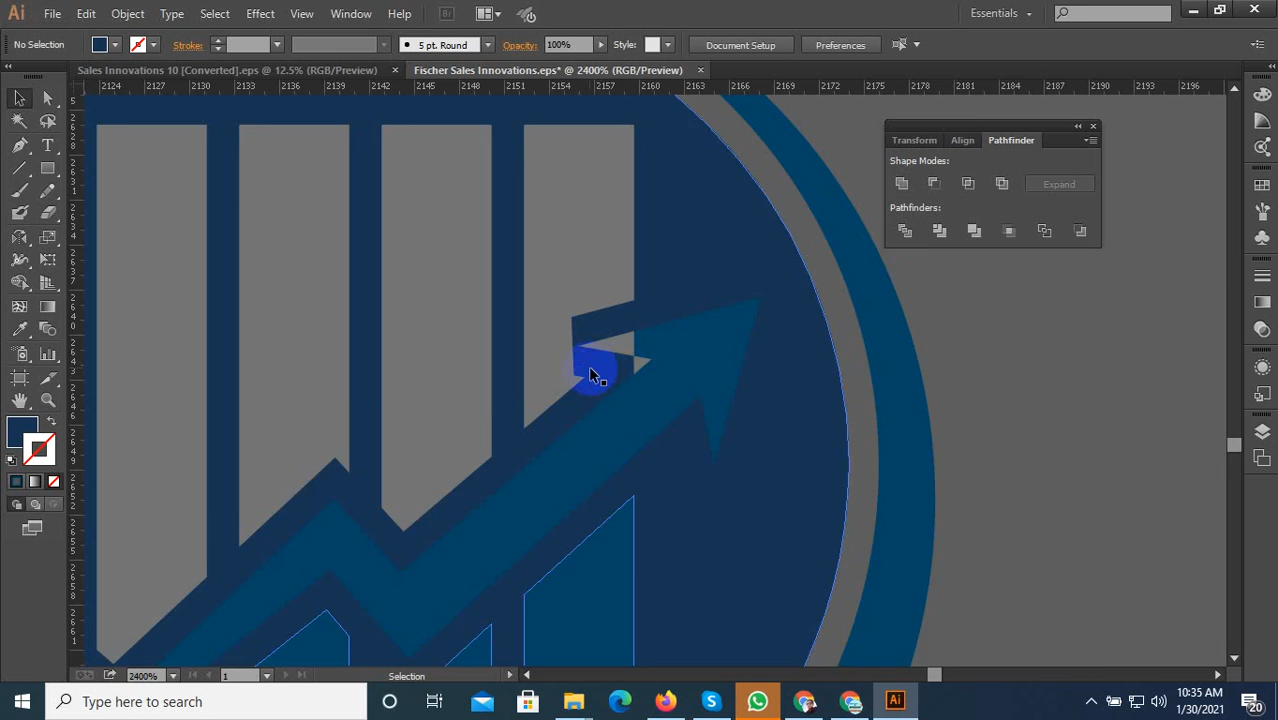 Ai File Edit Object Type Select Effect View Window Help Br Essentials
No Selection Stroke: 5 pt. Round Opacity: 100% Style: Document Setup Preferences
Sales Innovations 10 [Converted].eps @ 12.5% (RGB/Preview) × Fischer Sales Innovations.eps* @ 2400% (RGB/Preview) ×
2124 2127 2130 2133 2136 2139 2142 2145 2148 2151 2154 2157 2160 2163 2166 2169 2172 2175 2178 2181 2184 2187 2190 2193 2196
Transform Align Pathfinder
Shape Modes:
Expand
Pathfinders:
2400% 1 Selection
Type here to search
Ai
10:35 AM
1/30/2021
20